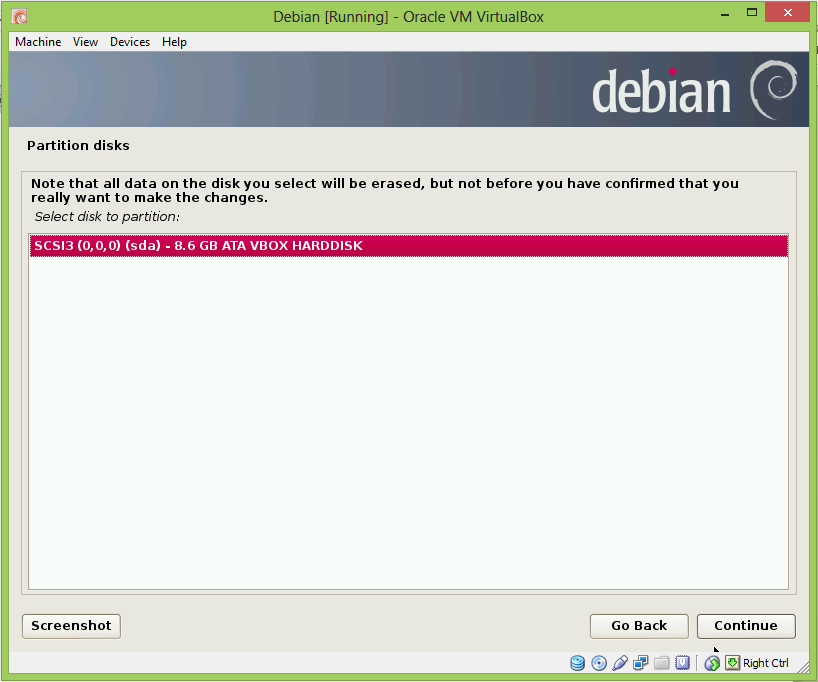 Debian [Running] - Oracle VM VirtualBox
Machine View Devices Help
debian
Partition disks
Note that all data on the disk you select will be erased, but not before you have confirmed that you
really want to make the changes.
Select disk to partition:
SCSI3 (0,0,0) (sda) - 8.6 GB ATA VBOX HARDDISK
Screenshot Go Back Continue
Right Ctrl